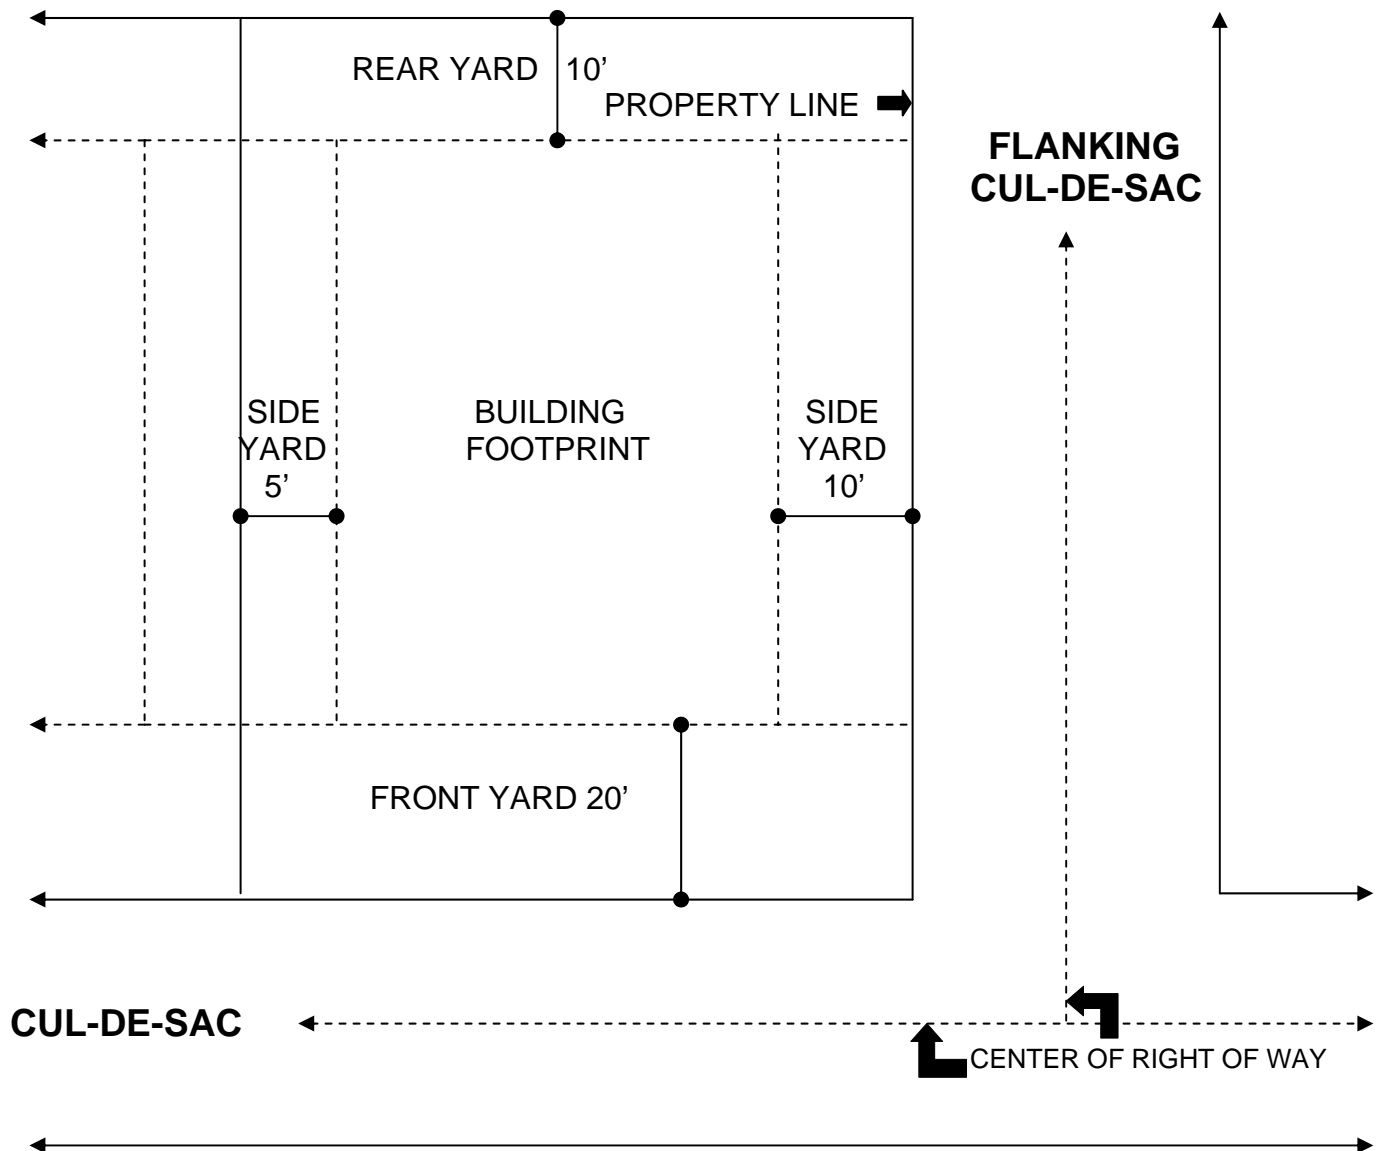 REAR YARD 10’
PROPERTY LINE
FLANKING
CUL-DE-SAC
SIDE
YARD
5’
BUILDING
FOOTPRINT
SIDE
YARD
10’
FRONT YARD 20’
CUL-DE-SAC
CENTER OF RIGHT OF WAY